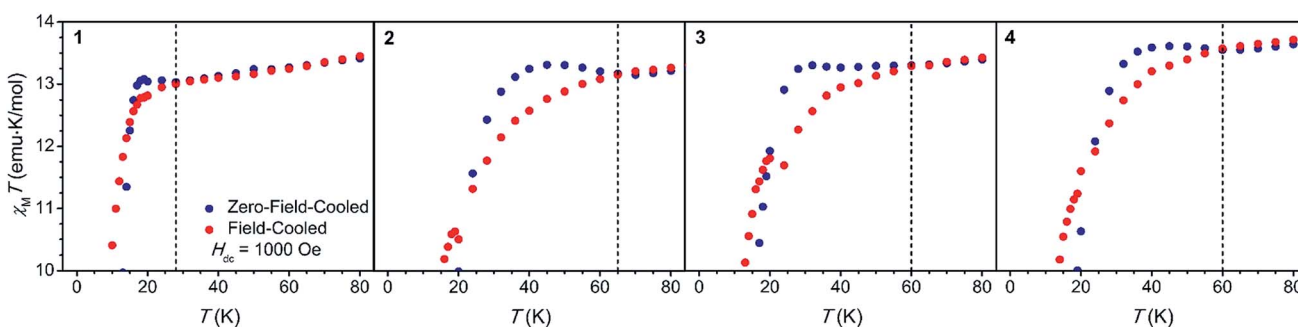 14
13
12
11
10
χM T (emu·K/mol)
1
2
3
4
Zero-Field-Cooled
Field-Cooled
Hdc = 1000 Oe
0 20 40 60 80
0 20 40 60 80
0 20 40 60 80
0 20 40 60 80
T (K)
T (K)
T (K)
T (K)